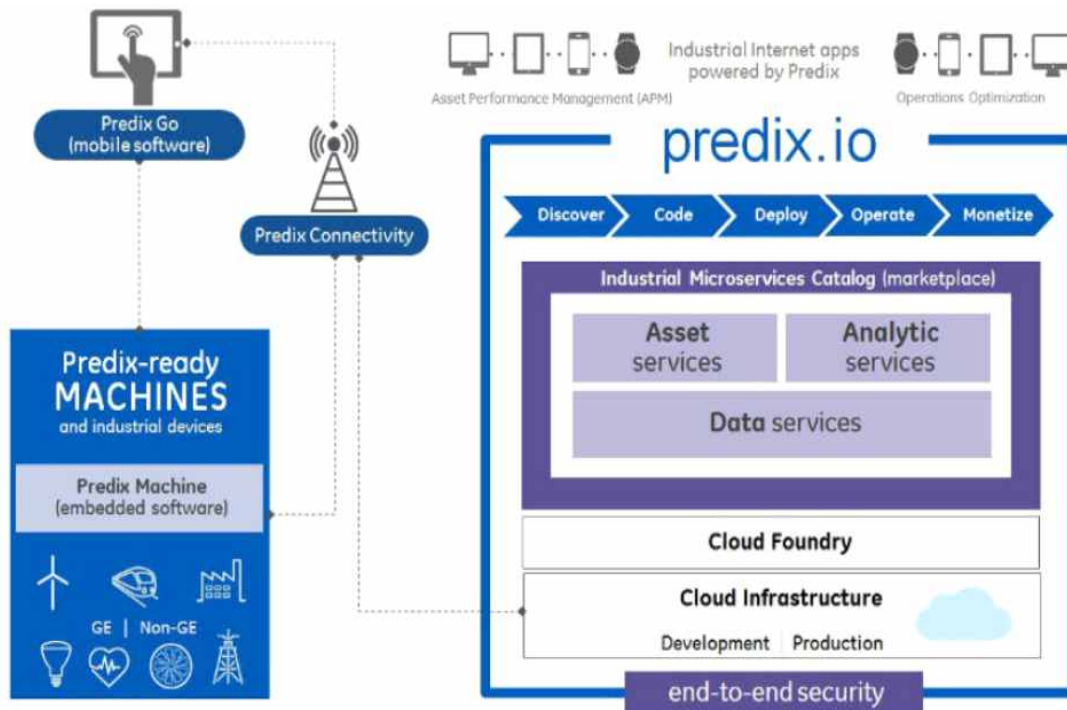 Predix Go
(mobile software)
Predix Connectivity
Predix-ready
MACHINES
and industrial devices
Predix Machine
(embedded software)
GE | Non-GE
Industrial Internet apps
powered by Predix
Asset Performance Management (APM)
Operations Optimization
predix.io
Discover
Code
Deploy
Operate
Monetize
Industrial Microservices Catalog (marketplace)
Asset
services
Analytic
services
Data services
Cloud Foundry
Cloud Infrastructure
Development | Production
end-to-end security